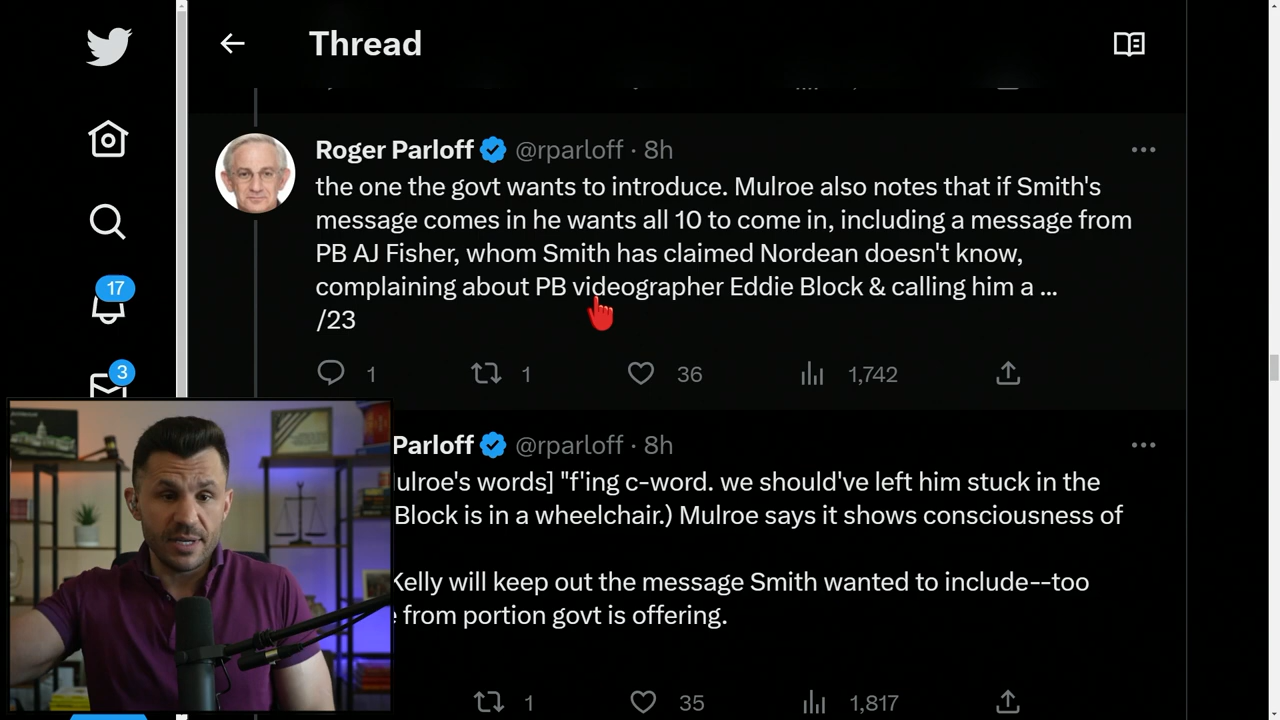 Thread
Roger Parloff @rparloff · 8h
the one the govt wants to introduce. Mulroe also notes that if Smith's
message comes in he wants all 10 to come in, including a message from
PB AJ Fisher, whom Smith has claimed Nordean doesn't know,
complaining about PB videographer Eddie Block & calling him a ...
/23
1 1 36 1,742
17
3
Parloff @rparloff · 8h
ulroe's words] "f'ing c-word. we should've left him stuck in the
Block is in a wheelchair.) Mulroe says it shows consciousness of
Kelly will keep out the message Smith wanted to include--too
from portion govt is offering.
1 35 1,817